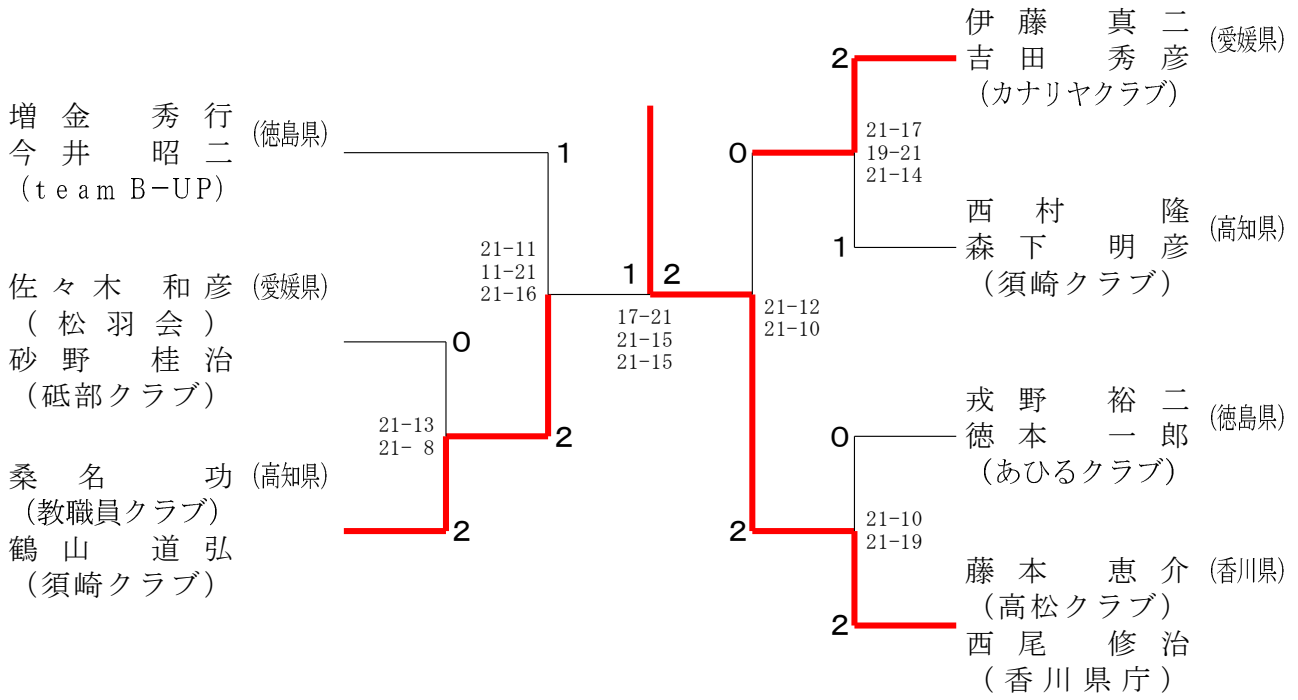 増金 秀行
今井 昭二
(徳島県)
(team B-UP)
佐々木 和彦
(愛媛県)
(松羽会)
砂野 桂治
(砥部クラブ)
桑名 功
(高知県)
(教職員クラブ)
鶴山 道弘
(須崎クラブ)
1
21-11
11-21
21-16
0
21-13
21- 8
2
2
1
2
17-21
21-15
21-15
0
21-12
21-10
2
2
21-17
19-21
21-14
1
0
21-10
21-19
2
伊藤 真二
吉田 秀彦
(愛媛県)
(カナリヤクラブ)
西村 隆
森下 明彦
(高知県)
(須崎クラブ)
戎野 裕二
徳本 一郎
(徳島県)
(あひるクラブ)
藤本 恵介
(香川県)
(高松クラブ)
西尾 修治
(香川県庁)